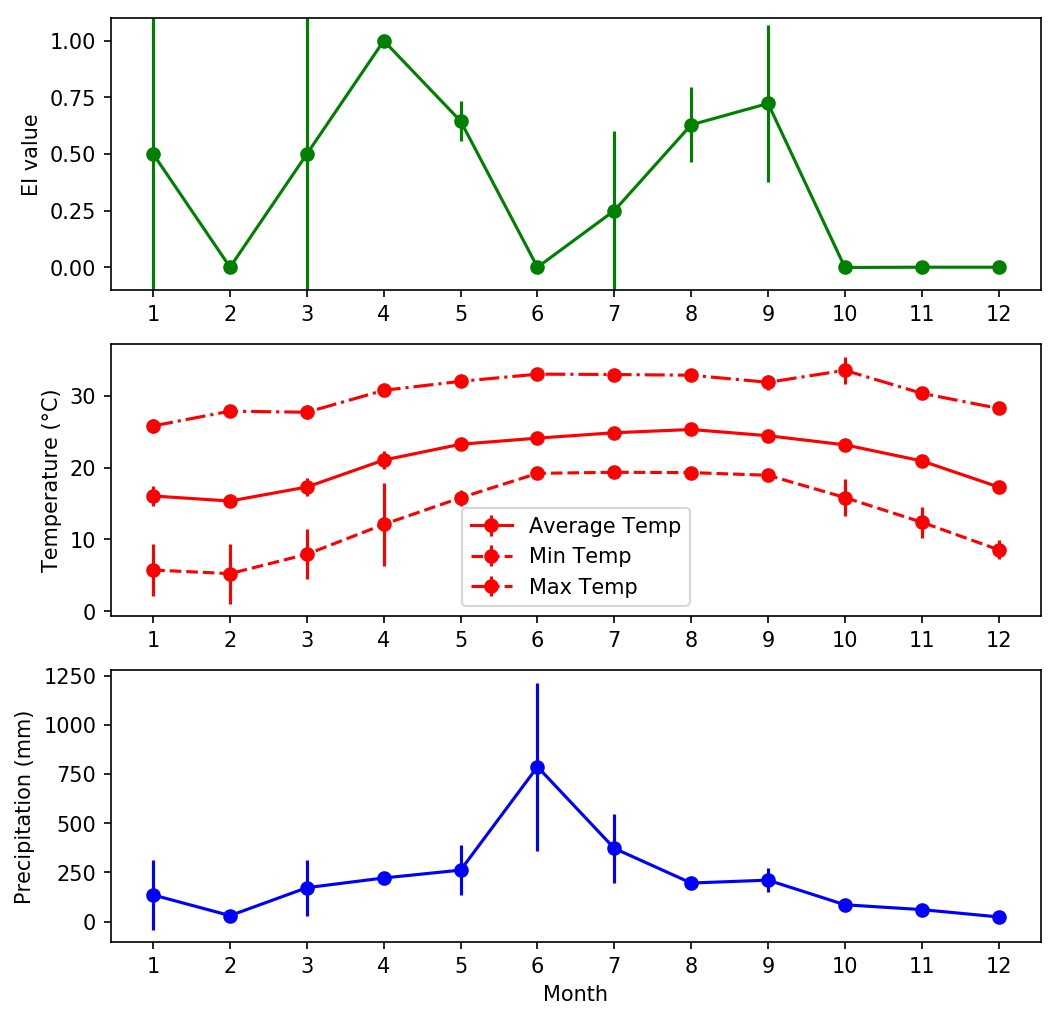 EI value
1.00
0.75
0.50
0.25
0.00
1 2 3 4 5 6 7 8 9 10 11 12
Temperature (°C)
30
20
10
0
Average Temp
Min Temp
Max Temp
1 2 3 4 5 6 7 8 9 10 11 12
Precipitation (mm)
1250
1000
750
500
250
0
1 2 3 4 5 6 7 8 9 10 11 12
Month